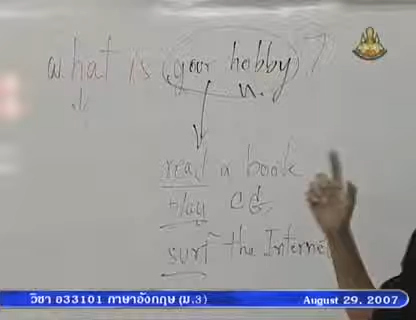 what is your hobby ?
n.
read a book
play CG.
surf the Internet
วิชา อ33101 ภาษาอังกฤษ (ม.3)
August 29, 2007